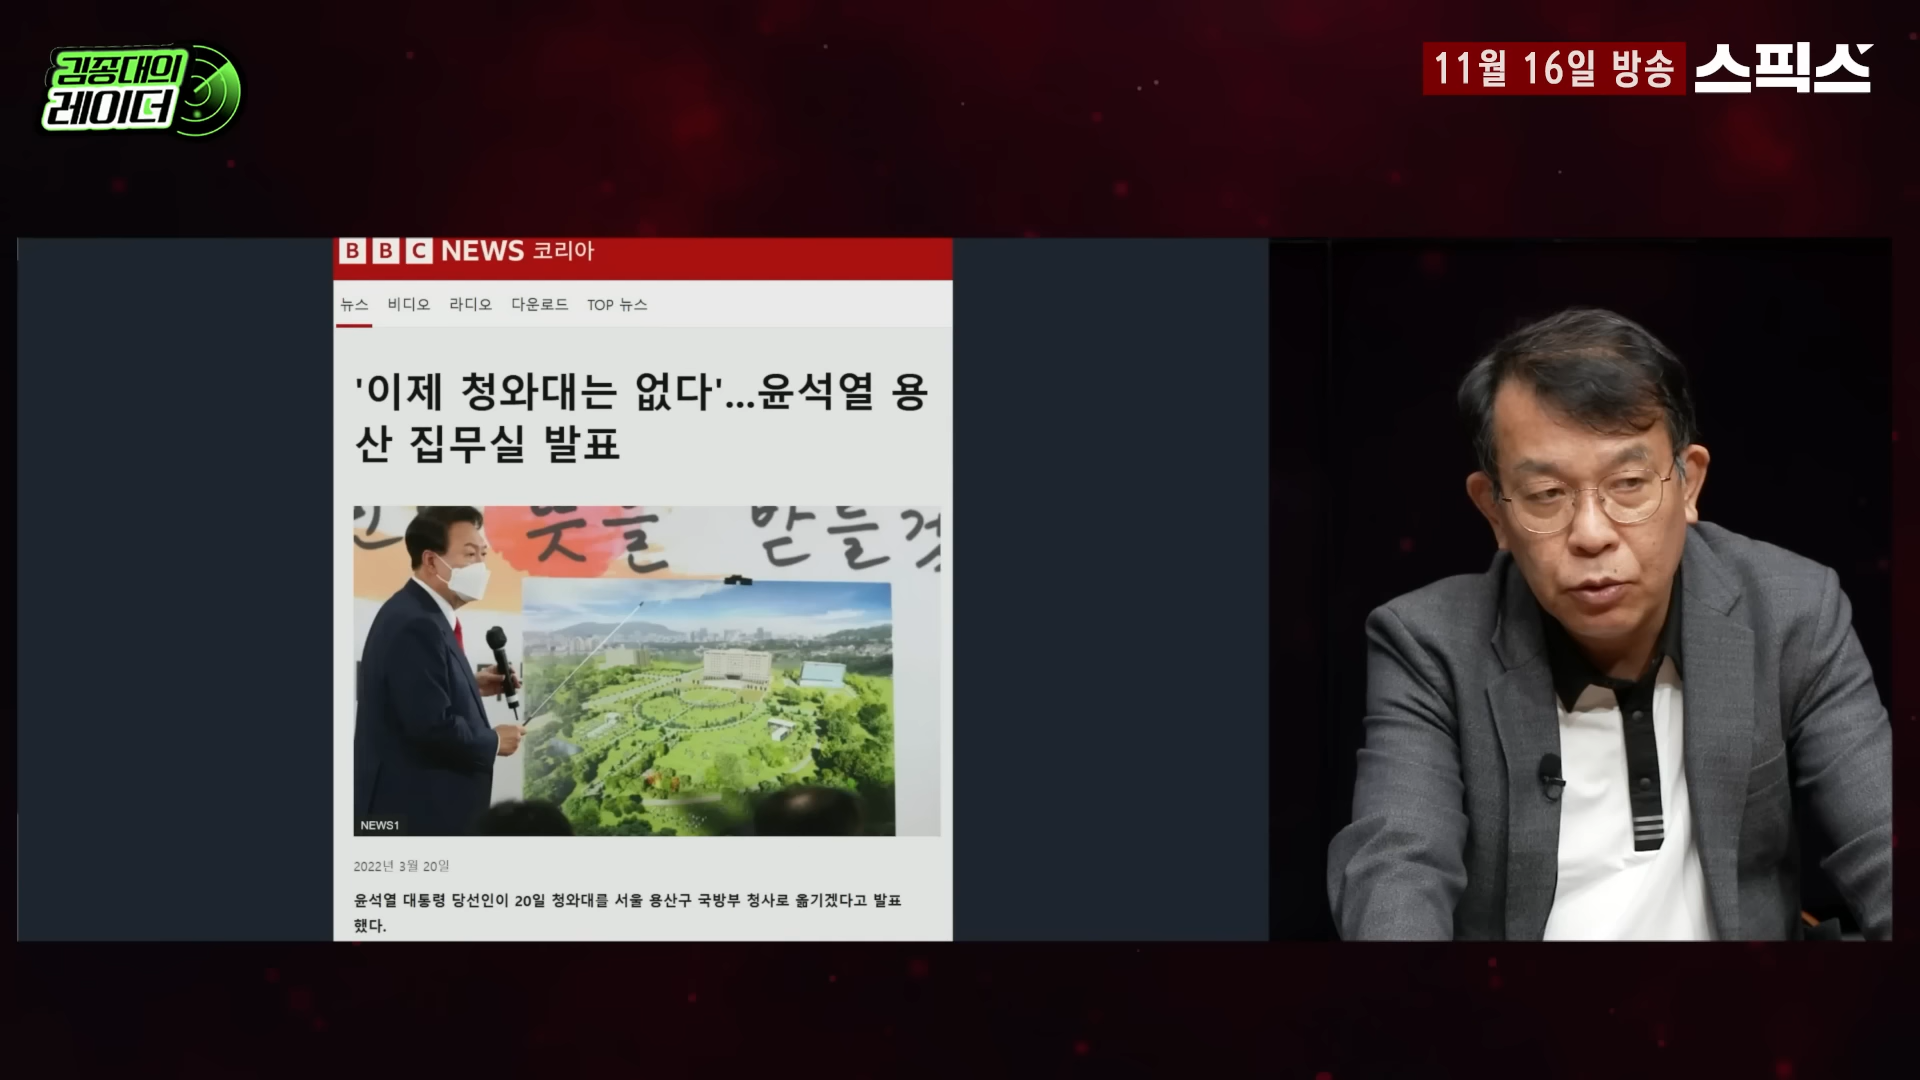 김종대의
레이더
11월 16일 방송 스픽스
BBC NEWS 코리아
뉴스 비디오 라디오 다운로드 TOP 뉴스
'이제 청와대는 없다'...윤석열 용
산 집무실 발표
뜻을 받들
NEWS1
2022년 3월 20일
윤석열 대통령 당선인이 20일 청와대를 서울 용산구 국방부 청사로 옮기겠다고 발표
했다.